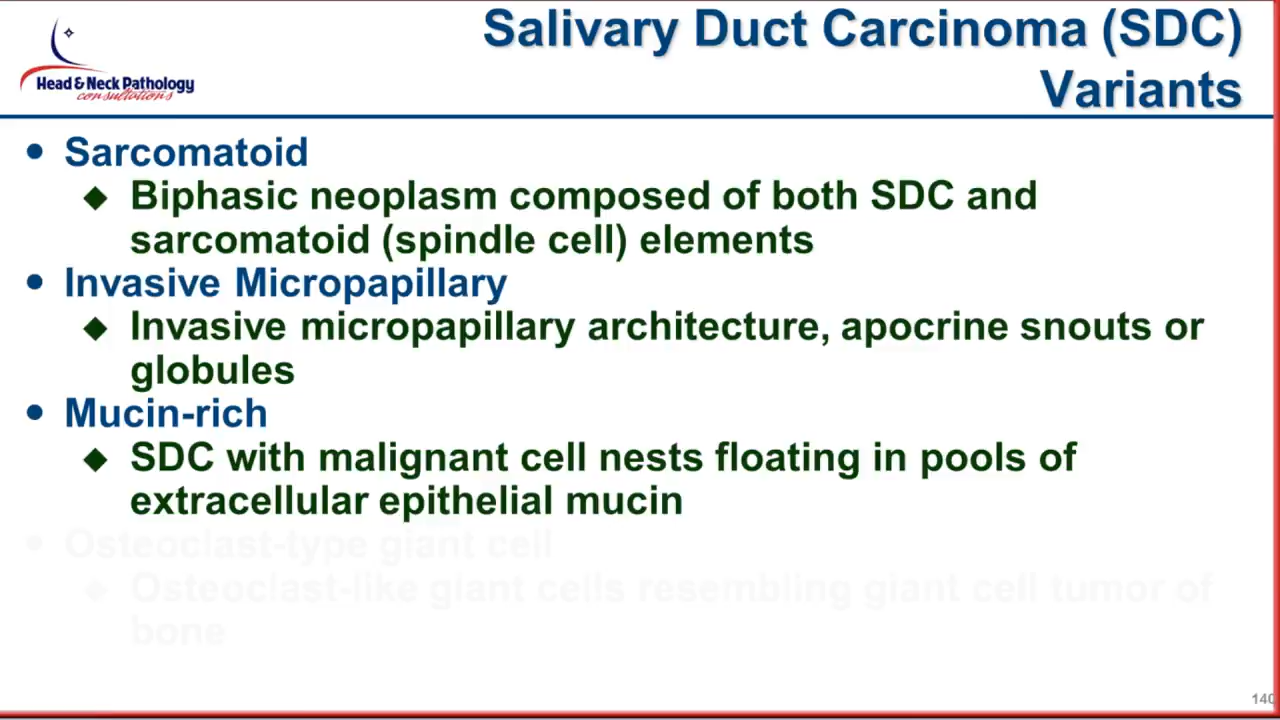 Salivary Duct Carcinoma (SDC)
Variants
Head & Neck Pathology
consultations
• Sarcomatoid
◆ Biphasic neoplasm composed of both SDC and
sarcomatoid (spindle cell) elements
• Invasive Micropapillary
◆ Invasive micropapillary architecture, apocrine snouts or
globules
• Mucin-rich
◆ SDC with malignant cell nests floating in pools of
extracellular epithelial mucin
• Osteoclast-type giant cell
◆ Osteoclast-like giant cells resembling giant cell tumor of
bone
140